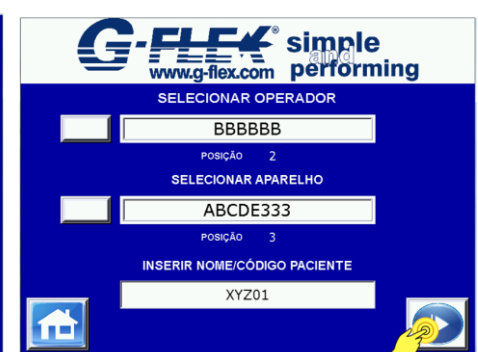 G-FLEX® simple
and
www.g-flex.com performing
SELECIONAR OPERADOR
BBBBBB
POSIÇÃO 2
SELECIONAR APARELHO
ABCDE333
POSIÇÃO 3
INSERIR NOME/CÓDIGO PACIENTE
XYZ01